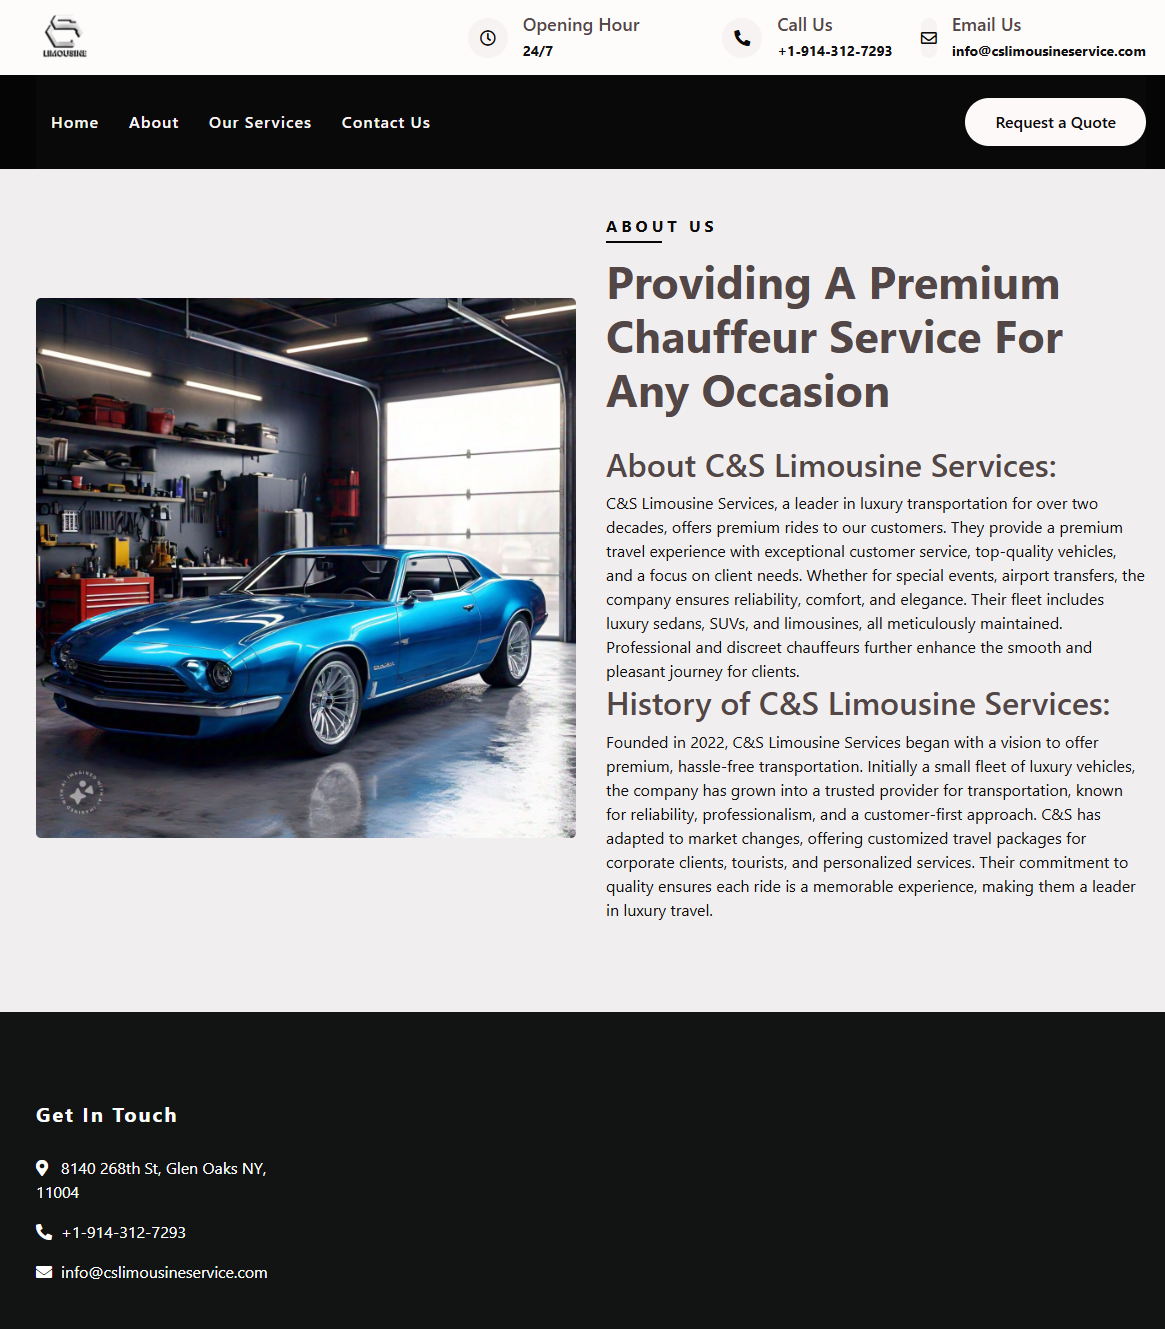 LIMOUSINE
Opening Hour
24/7
Call Us
+1-914-312-7293
Email Us
info@cslimousineservice.com
Home
About
Our Services
Contact Us
Request a Quote
ABOUT US
Providing A Premium
Chauffeur Service For
Any Occasion
About C&S Limousine Services:
C&S Limousine Services, a leader in luxury transportation for over two
decades, offers premium rides to our customers. They provide a premium
travel experience with exceptional customer service, top-quality vehicles,
and a focus on client needs. Whether for special events, airport transfers, the
company ensures reliability, comfort, and elegance. Their fleet includes
luxury sedans, SUVs, and limousines, all meticulously maintained.
Professional and discreet chauffeurs further enhance the smooth and
pleasant journey for clients.
History of C&S Limousine Services:
Founded in 2022, C&S Limousine Services began with a vision to offer
premium, hassle-free transportation. Initially a small fleet of luxury vehicles,
the company has grown into a trusted provider for transportation, known
for reliability, professionalism, and a customer-first approach. C&S has
adapted to market changes, offering customized travel packages for
corporate clients, tourists, and personalized services. Their commitment to
quality ensures each ride is a memorable experience, making them a leader
in luxury travel.
Get In Touch
8140 268th St, Glen Oaks NY,
11004
+1-914-312-7293
info@cslimousineservice.com